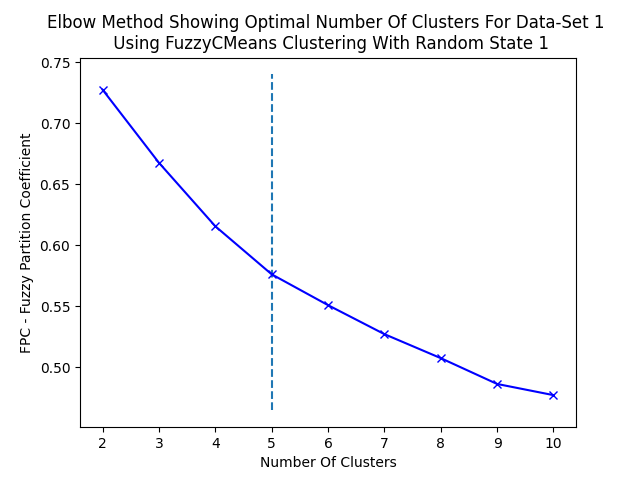 Elbow Method Showing Optimal Number Of Clusters For Data-Set 1
Using FuzzyCMeans Clustering With Random State 1
FPC - Fuzzy Partition Coefficient
0.75
0.70
0.65
0.60
0.55
0.50
2 3 4 5 6 7 8 9 10
Number Of Clusters